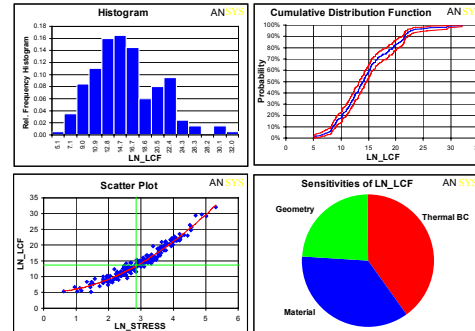 Histogram
ANSYS
Rel. Frequency Histogram
0.18
0.16
0.14
0.12
0.10
0.08
0.06
0.04
0.02
0.00
5.1 7.1 9.0 10.9 12.8 14.7 16.7 18.6 20.5 22.4 24.3 26.3 28.2 30.1 32.0
LN_LCF
Cumulative Distribution Function
ANSYS
Probability
100%
90%
80%
70%
60%
50%
40%
30%
20%
10%
0%
0 5 10 15 20 25 30
LN_LCF
Scatter Plot
ANSYS
LN_LCF
35
30
25
20
15
10
5
0
0 1 2 3 4 5 6
LN_STRESS
Sensitivities of LN_LCF
ANSYS
Geometry
Thermal BC
Material